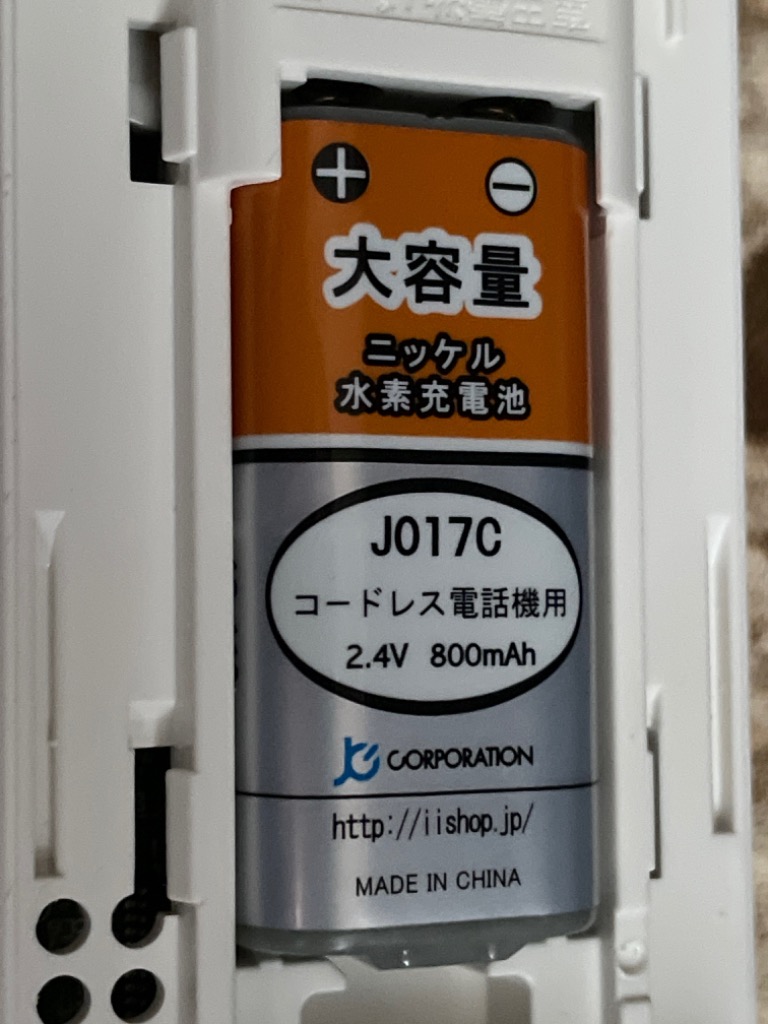 + -
大容量
ニッケル
水素充電池
J017C
コードレス電話機用
2.4V 800mAh
CORPORATION
http://iishop.jp/
MADE IN CHINA